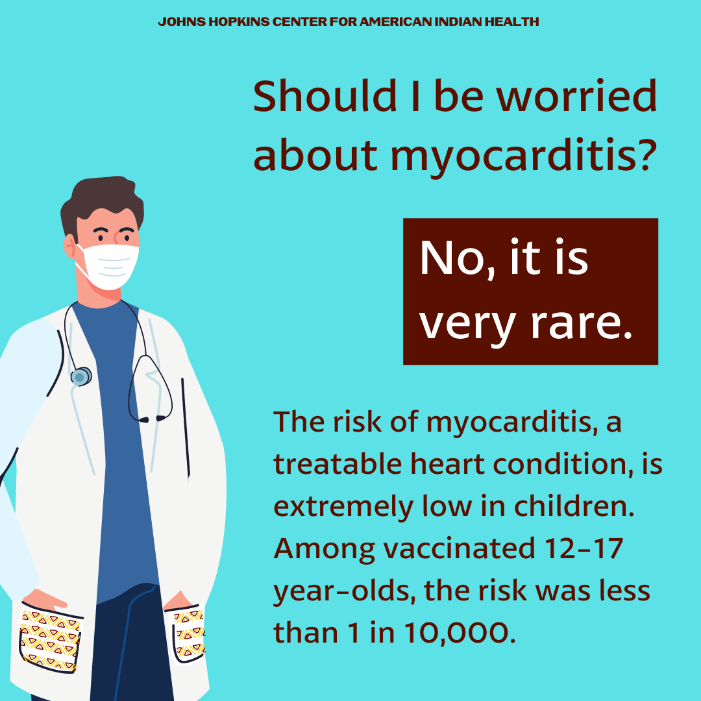 JOHNS HOPKINS CENTER FOR AMERICAN INDIAN HEALTH
Should I be worried
about myocarditis?
No, it is
very rare.
The risk of myocarditis, a
treatable heart condition, is
extremely low in children.
Among vaccinated 12-17
year-olds, the risk was less
than 1 in 10,000.